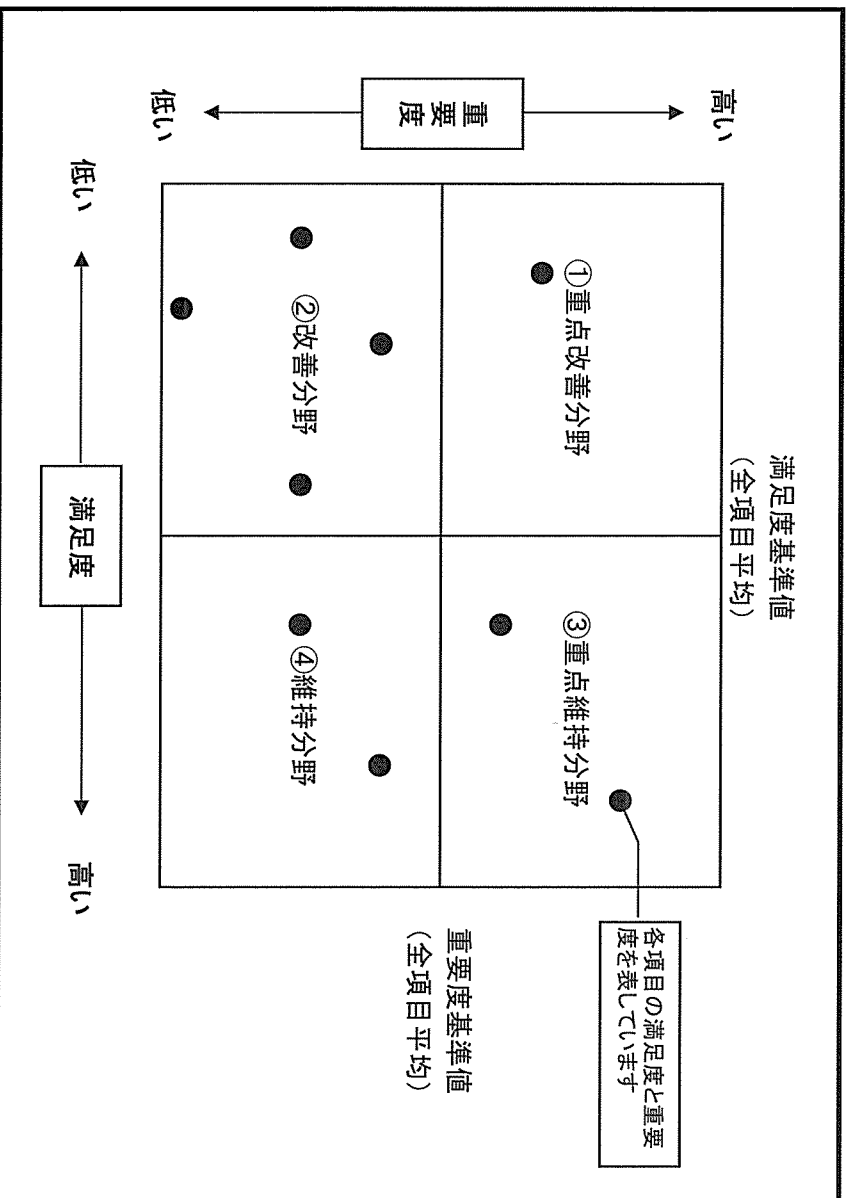 満足度基準値
（全項目平均）
高い
重要度
低い
①重点改善分野
③重点維持分野
②改善分野
④維持分野
各項目の満足度と重要
度を表しています
重要度基準値
（全項目平均）
低い
満足度
高い